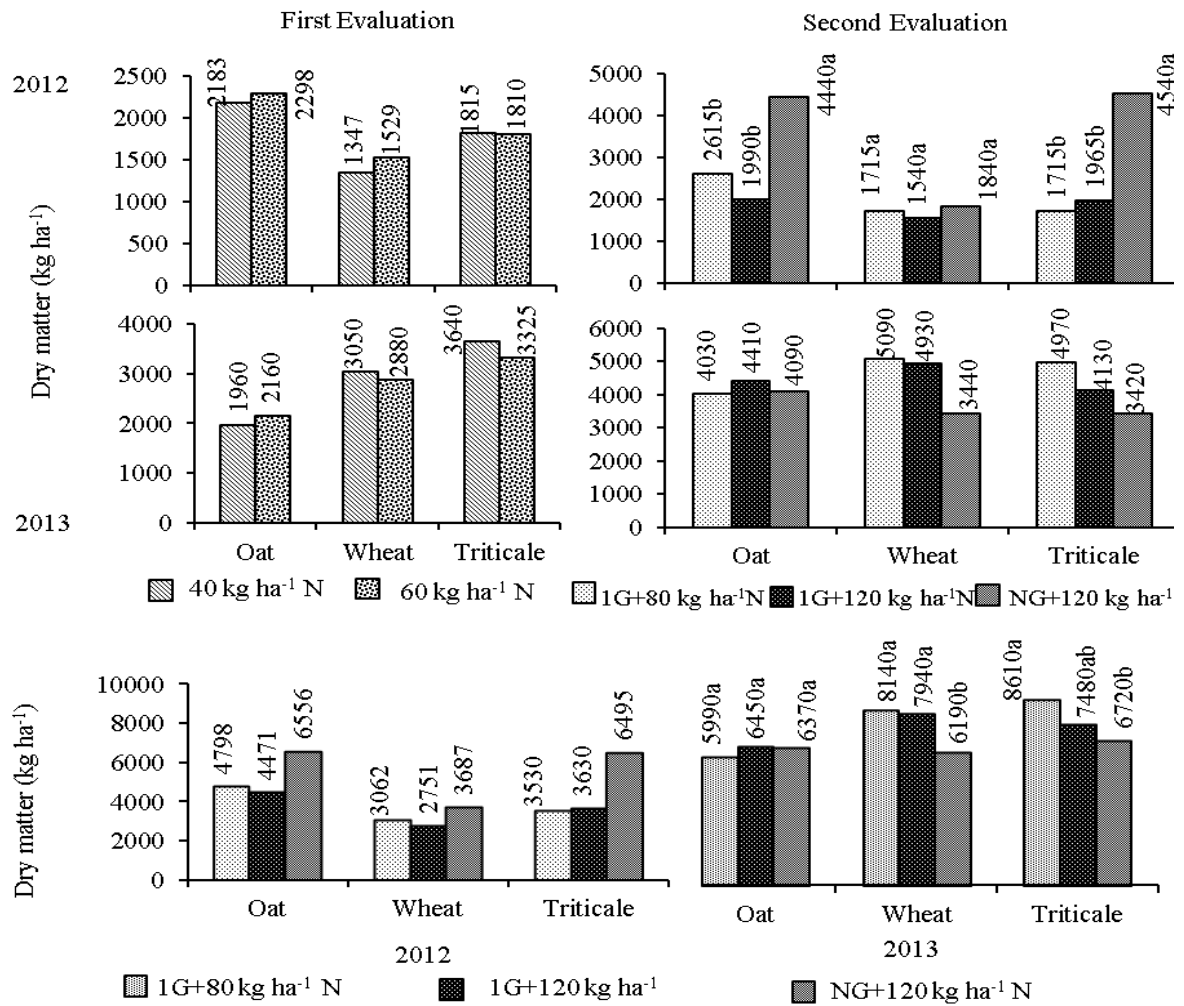 First Evaluation
Second Evaluation
2012
Dry matter (kg ha⁻¹)
2500
2000
1500
1000
500
0
2183
2298
1347
1529
1815
1810
5000
4000
3000
2000
1000
0
2615b
1990b
4440a
1715a
1540a
1840a
1715b
1965b
4540a
2013
4000
3000
2000
1000
0
1960
2160
3050
2880
3640
3325
Oat Wheat Triticale
6000
5000
4000
3000
2000
1000
0
4030
4410
4090
5090
4930
3440
4970
4130
3420
Oat Wheat Triticale
40 kg ha⁻¹ N 60 kg ha⁻¹ N
1G+80 kg ha⁻¹N 1G+120 kg ha⁻¹N NG+120 kg ha⁻¹
Dry matter (kg ha⁻¹)
10000
8000
6000
4000
2000
0
4798
4471
6556
3062
2751
3687
3530
3630
6495
Oat Wheat Triticale
2012
5990a
6450a
6370a
8140a
7940a
6190b
8610a
7480ab
6720b
Oat Wheat Triticale
2013
1G+80 kg ha⁻¹ N 1G+120 kg ha⁻¹ NG+120 kg ha⁻¹ N